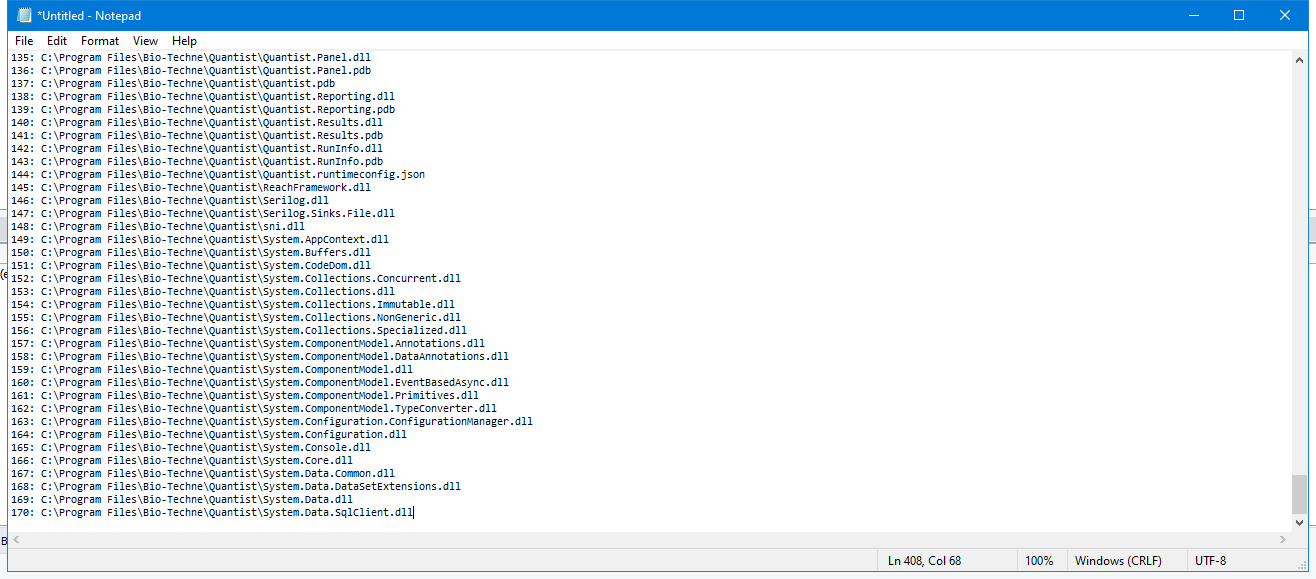 *Untitled - Notepad
File Edit Format View Help
135: C:\Program Files\Bio-Techne\Quantist\Quantist.Panel.dll
136: C:\Program Files\Bio-Techne\Quantist\Quantist.Panel.pdb
137: C:\Program Files\Bio-Techne\Quantist\Quantist.pdb
138: C:\Program Files\Bio-Techne\Quantist\Quantist.Reporting.dll
139: C:\Program Files\Bio-Techne\Quantist\Quantist.Reporting.pdb
140: C:\Program Files\Bio-Techne\Quantist\Quantist.Results.dll
141: C:\Program Files\Bio-Techne\Quantist\Quantist.Results.pdb
142: C:\Program Files\Bio-Techne\Quantist\Quantist.RunInfo.dll
143: C:\Program Files\Bio-Techne\Quantist\Quantist.RunInfo.pdb
144: C:\Program Files\Bio-Techne\Quantist\Quantist.runtimeconfig.json
145: C:\Program Files\Bio-Techne\Quantist\ReachFramework.dll
146: C:\Program Files\Bio-Techne\Quantist\Serilog.dll
147: C:\Program Files\Bio-Techne\Quantist\Serilog.Sinks.File.dll
148: C:\Program Files\Bio-Techne\Quantist\sni.dll
149: C:\Program Files\Bio-Techne\Quantist\System.AppContext.dll
150: C:\Program Files\Bio-Techne\Quantist\System.Buffers.dll
151: C:\Program Files\Bio-Techne\Quantist\System.CodeDom.dll
152: C:\Program Files\Bio-Techne\Quantist\System.Collections.Concurrent.dll
153: C:\Program Files\Bio-Techne\Quantist\System.Collections.dll
154: C:\Program Files\Bio-Techne\Quantist\System.Collections.Immutable.dll
155: C:\Program Files\Bio-Techne\Quantist\System.Collections.NonGeneric.dll
156: C:\Program Files\Bio-Techne\Quantist\System.Collections.Specialized.dll
157: C:\Program Files\Bio-Techne\Quantist\System.ComponentModel.Annotations.dll
158: C:\Program Files\Bio-Techne\Quantist\System.ComponentModel.DataAnnotations.dll
159: C:\Program Files\Bio-Techne\Quantist\System.ComponentModel.dll
160: C:\Program Files\Bio-Techne\Quantist\System.ComponentModel.EventBasedAsync.dll
161: C:\Program Files\Bio-Techne\Quantist\System.ComponentModel.Primitives.dll
162: C:\Program Files\Bio-Techne\Quantist\System.ComponentModel.TypeConverter.dll
163: C:\Program Files\Bio-Techne\Quantist\System.Configuration.ConfigurationManager.dll
164: C:\Program Files\Bio-Techne\Quantist\System.Configuration.dll
165: C:\Program Files\Bio-Techne\Quantist\System.Console.dll
166: C:\Program Files\Bio-Techne\Quantist\System.Core.dll
167: C:\Program Files\Bio-Techne\Quantist\System.Data.Common.dll
168: C:\Program Files\Bio-Techne\Quantist\System.Data.DataSetExtensions.dll
169: C:\Program Files\Bio-Techne\Quantist\System.Data.dll
170: C:\Program Files\Bio-Techne\Quantist\System.Data.SqlClient.dll
Ln 408, Col 68 100% Windows (CRLF) UTF-8